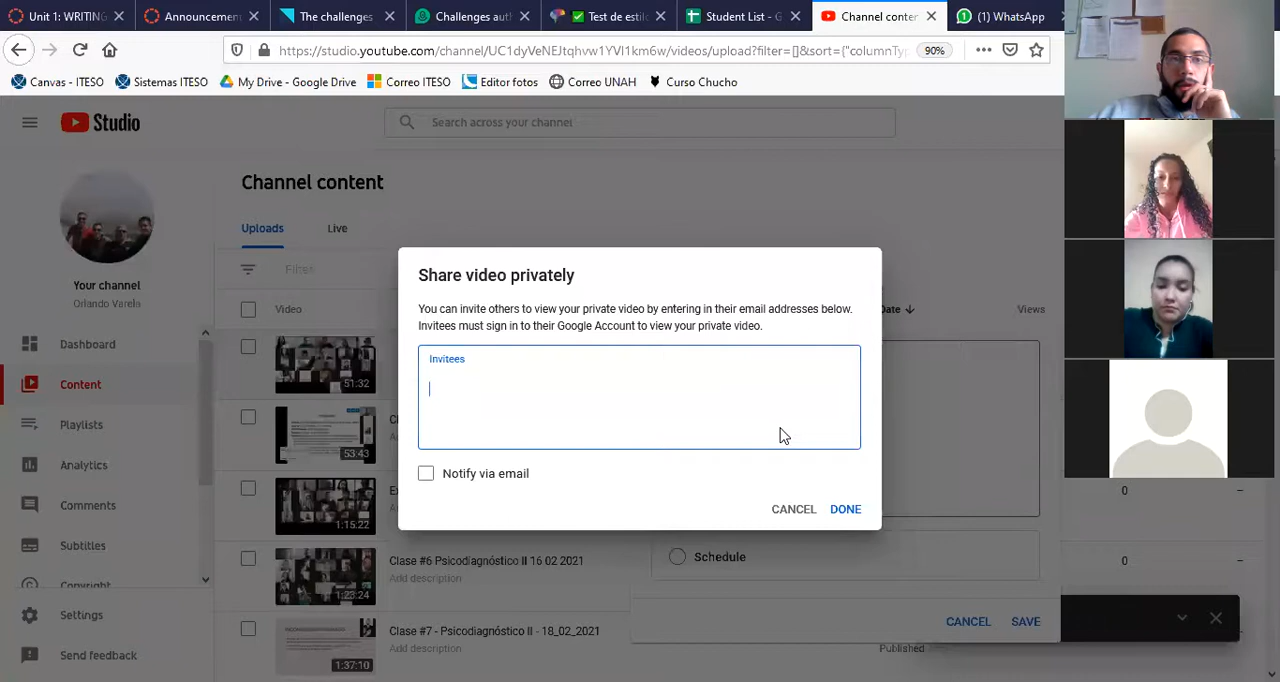 Unit 1: WRITING
Announcemen
The challenges
Challenges aut
Test de estilo
Student List - G
Channel conten
(1) WhatsApp
https://studio.youtube.com/channel/UC1dyVeNEJtqhvw1YVl1km6w/videos/upload?filter=[]&sort={"columnTy
90%
Canvas - ITESO
Sistemas ITESO
My Drive - Google Drive
Correo ITESO
Editor fotos
Correo UNAH
Curso Chucho
Studio
Search across your channel
Channel content
Uploads
Live
Filter
Your channel
Orlando Varela
Video
Date
Views
Share video privately
You can invite others to view your private video by entering in their email addresses below.
Invitees must sign in to their Google Account to view your private video.
Invitees
Notify via email
CANCEL
DONE
Dashboard
Content
Playlists
Analytics
Comments
Subtitles
Copyright
Settings
Send feedback
51:32
53:43
1:15:22
0
–
Schedule
Clase #6 Psicodiagnóstico II 16 02 2021
Add description
1:23:24
0
–
CANCEL
SAVE
Clase #7 - Psicodiagnóstico II - 18_02_2021
Add description
1:37:10
Published